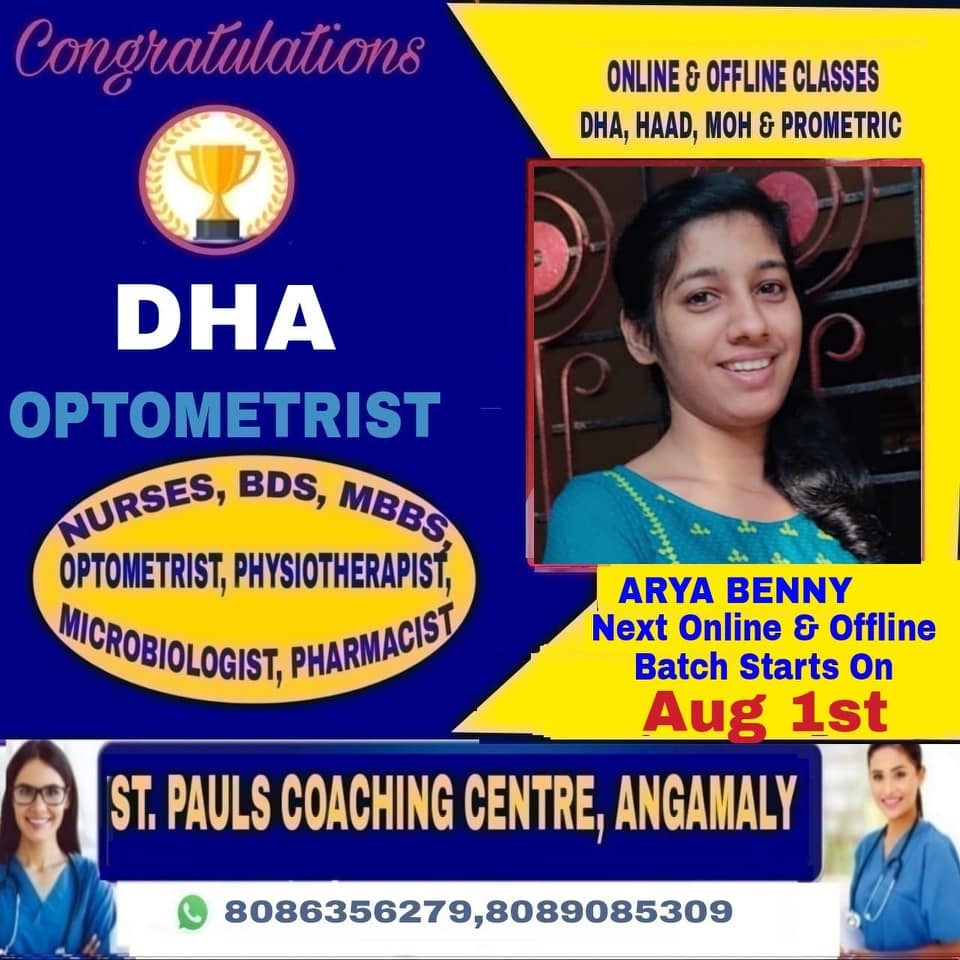 Congratulations
ONLINE & OFFLINE CLASSES
DHA, HAAD, MOH & PROMETRIC
DHA
OPTOMETRIST
NURSES, BDS, MBBS,
OPTOMETRIST, PHYSIOTHERAPIST,
MICROBIOLOGIST, PHARMACIST
ARYA BENNY
Next Online & Offline
Batch Starts On
Aug 1st
ST. PAULS COACHING CENTRE, ANGAMALY
8086356279,8089085309